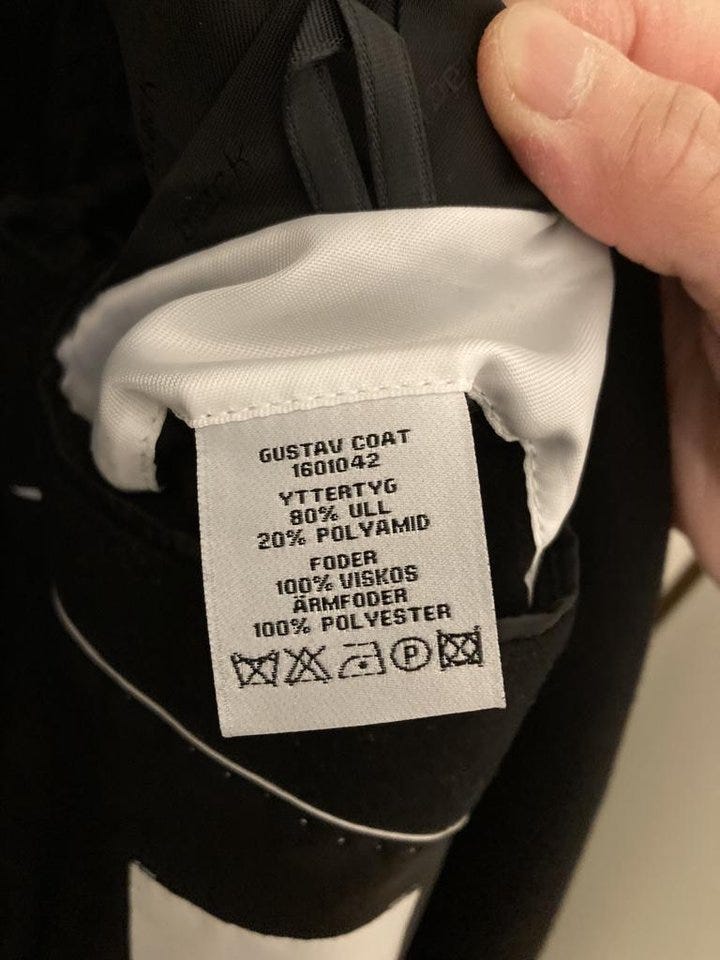 GUSTAV COAT
1601042
YTTERTYG
80% ULL
20% POLYAMID
FODER
100% VISKOS
ÄRMFODER
100% POLYESTER
P